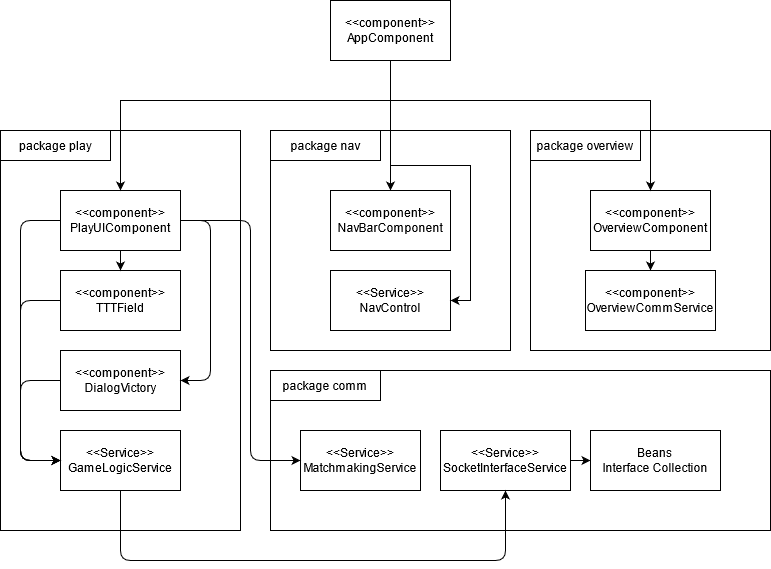 <<component>>
AppComponent
package play
package nav
package overview
<<component>>
PlayUIComponent
<<component>>
NavBarComponent
<<component>>
OverviewComponent
<<component>>
TTTField
<<Service>>
NavControl
<<component>>
OverviewCommService
<<component>>
DialogVictory
package comm
<<Service>>
GameLogicService
<<Service>>
MatchmakingService
<<Service>>
SocketInterfaceService
Beans
Interface Collection